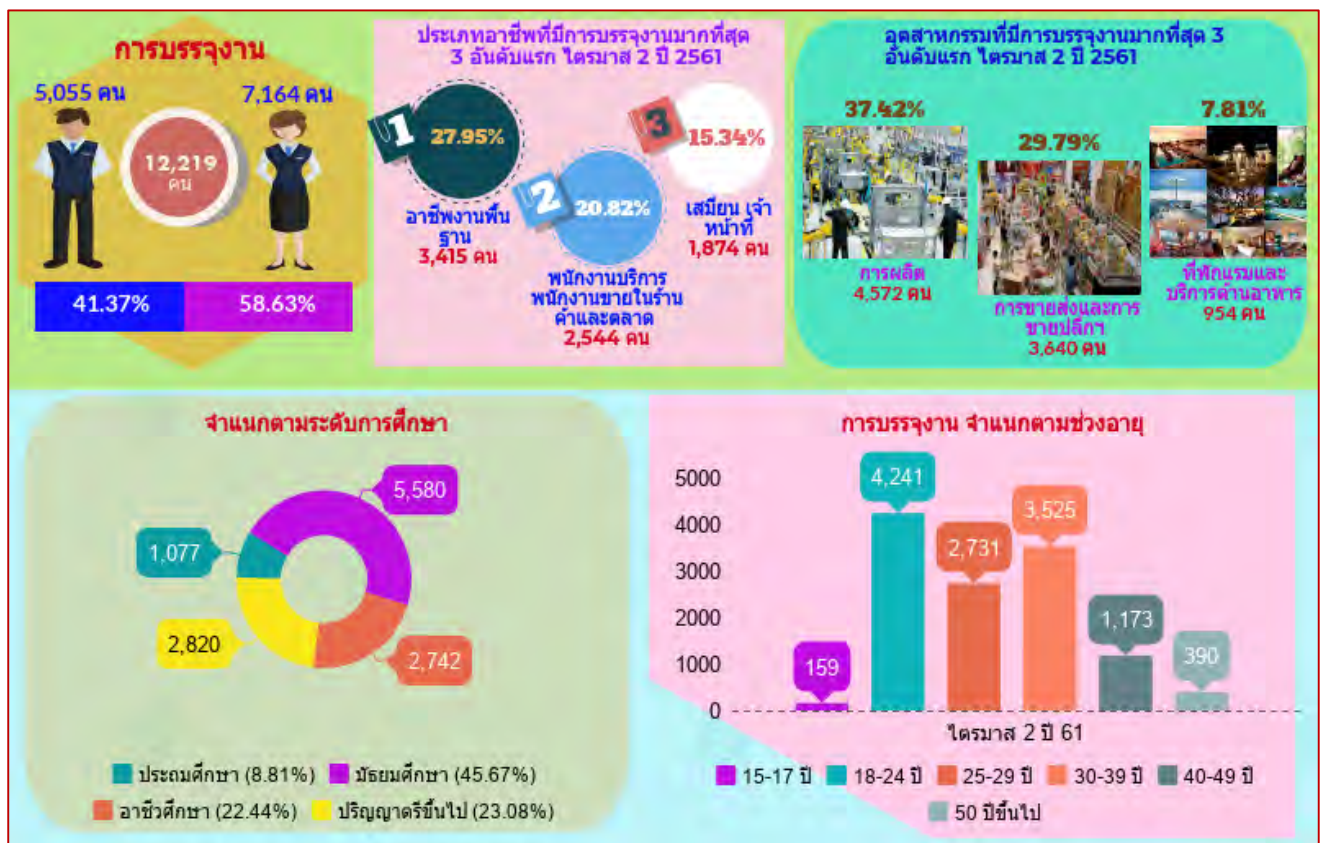 การบรรจุงาน
5,055 คน
7,164 คน
12,219
คน
41.37%
58.63%
ประเภทอาชีพที่มีการบรรจุงานมากที่สุด
3 อันดับแรก ไตรมาส 2 ปี 2561
1
27.95%
อาชีพงานพื้น
ฐาน
3,415 คน
2
20.82%
พนักงานบริการ
พนักงานขายในร้าน
ค้าและตลาด
2,544 คน
3
15.34%
เสมียน เจ้า
หน้าที่
1,874 คน
อุตสาหกรรมที่มีการบรรจุงานมากที่สุด 3
อันดับแรก ไตรมาส 2 ปี 2561
37.42%
การผลิต
4,572 คน
29.79%
การขายส่งและการ
ขายปลีกฯ
3,640 คน
7.81%
ที่พักแรมและ
บริการด้านอาหาร
954 คน
จำแนกตามระดับการศึกษา
5,580
1,077
2,820
2,742
ประถมศึกษา (8.81%)
มัธยมศึกษา (45.67%)
อาชีวศึกษา (22.44%)
ปริญญาตรีขึ้นไป (23.08%)
การบรรจุงาน จำแนกตามช่วงอายุ
5000
4000
3000
2000
1000
0
159
4,241
2,731
3,525
1,173
390
ไตรมาส 2 ปี 61
15-17 ปี
18-24 ปี
25-29 ปี
30-39 ปี
40-49 ปี
50 ปีขึ้นไป